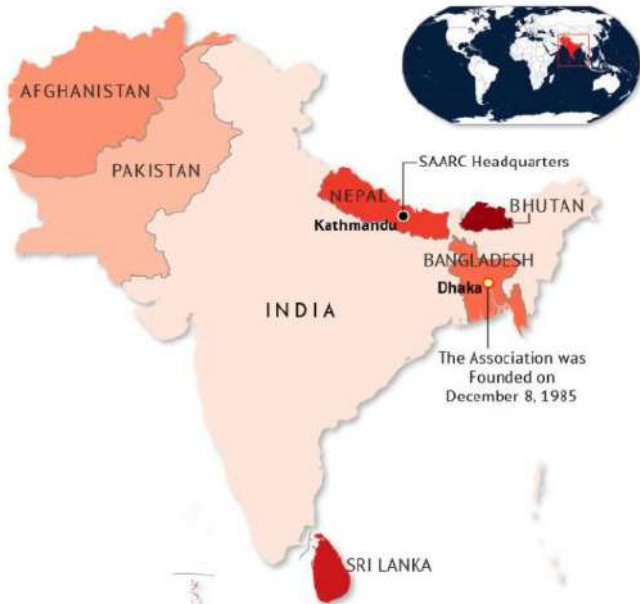 AFGHANISTAN
PAKISTAN
SAARC Headquarters
NEPAL
BHUTAN
Kathmandu
BANGLADESH
Dhaka
INDIA
The Association was
Founded on
December 8, 1985
SRI LANKA